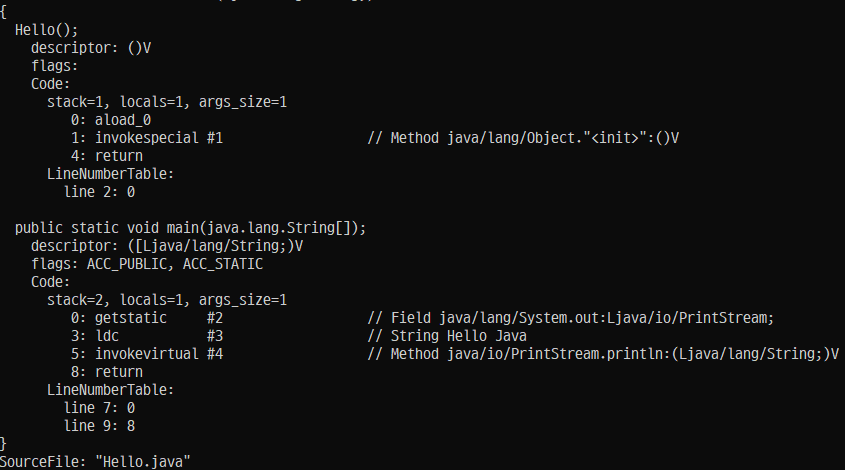 {
  Hello();
    descriptor: ()V
    flags:
    Code:
      stack=1, locals=1, args_size=1
         0: aload_0
         1: invokespecial #1                  // Method java/lang/Object."<init>":()V
         4: return
      LineNumberTable:
        line 2: 0

  public static void main(java.lang.String[]);
    descriptor: ([Ljava/lang/String;)V
    flags: ACC_PUBLIC, ACC_STATIC
    Code:
      stack=2, locals=1, args_size=1
         0: getstatic     #2                  // Field java/lang/System.out:Ljava/io/PrintStream;
         3: ldc           #3                  // String Hello Java
         5: invokevirtual #4                  // Method java/io/PrintStream.println:(Ljava/lang/String;)V
         8: return
      LineNumberTable:
        line 7: 0
        line 9: 8
}
SourceFile: "Hello.java"